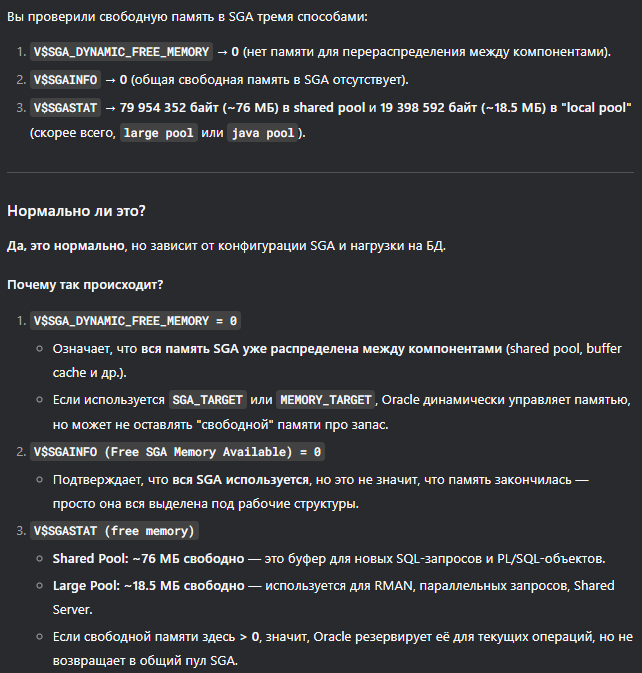 Вы проверили свободную память в SGA тремя способами:
1. V$SGA_DYNAMIC_FREE_MEMORY → 0 (нет памяти для перераспределения между компонентами).
2. V$SGAINFO → 0 (общая свободная память в SGA отсутствует).
3. V$SGASTAT → 79 954 352 байт (~76 МБ) в shared pool и 19 398 592 байт (~18.5 МБ) в "local pool"
(скорее всего, large pool или java pool).
Нормально ли это?
Да, это нормально, но зависит от конфигурации SGA и нагрузки на БД.
Почему так происходит?
1. V$SGA_DYNAMIC_FREE_MEMORY = 0
Означает, что вся память SGA уже распределена между компонентами (shared pool, buffer
cache и др.).
Если используется SGA_TARGET или MEMORY_TARGET, Oracle динамически управляет памятью,
но может не оставлять "свободной" памяти про запас.
2. V$SGAINFO (Free SGA Memory Available) = 0
Подтверждает, что вся SGA используется, но это не значит, что память закончилась —
просто она вся выделена под рабочие структуры.
3. V$SGASTAT (free memory)
Shared Pool: ~76 МБ свободно — это буфер для новых SQL-запросов и PL/SQL-объектов.
Large Pool: ~18.5 МБ свободно — используется для RMAN, параллельных запросов, Shared
Server.
Если свободной памяти здесь > 0, значит, Oracle резервирует её для текущих операций, но не
возвращает в общий пул SGA.